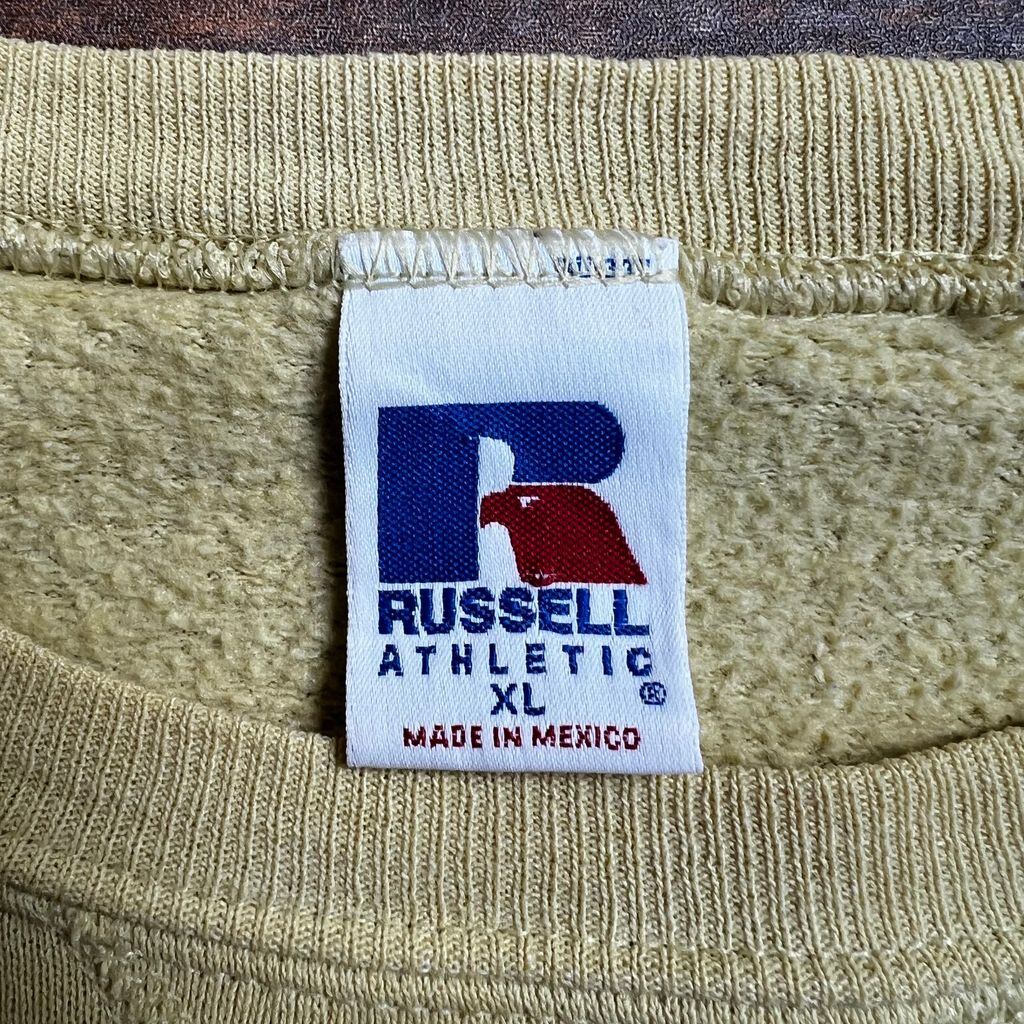 R
RUSSELL
ATHLETIC
XL ®
MADE IN MEXICO